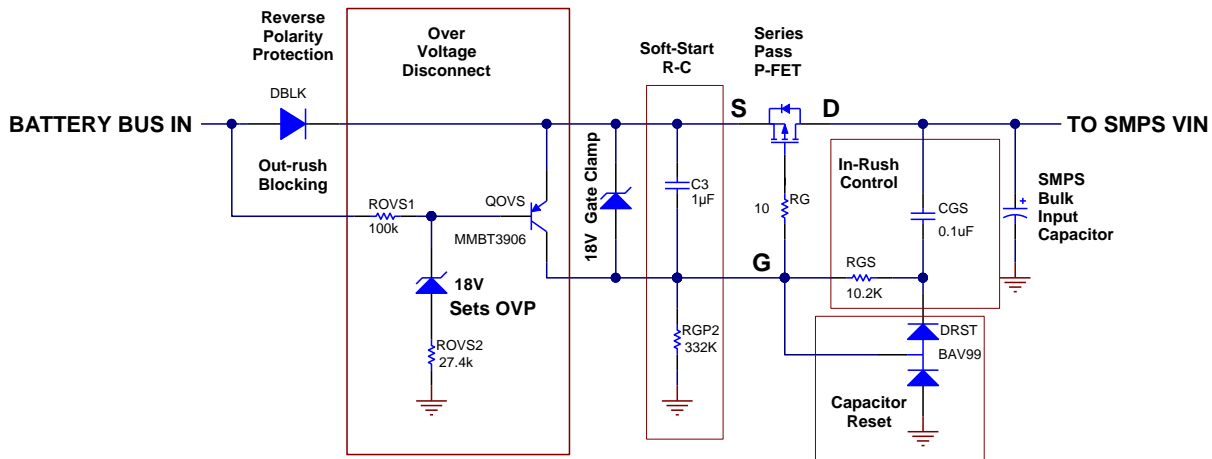 Reverse
Polarity
Protection
DBLK
BATTERY BUS IN
Out-rush
Blocking
Over
Voltage
Disconnect
ROVS1
100k
QOVS
MMBT3906
18V
Sets OVP
ROVS2
27.4k
18V Gate Clamp
Soft-Start
R-C
C3
1µF
RGP2
332K
Series
Pass
P-FET
S
D
RG
10
G
In-Rush
Control
CGS
0.1uF
RGS
10.2K
DRST
BAV99
Capacitor
Reset
TO SMPS VIN
+
SMPS
Bulk
Input
Capacitor